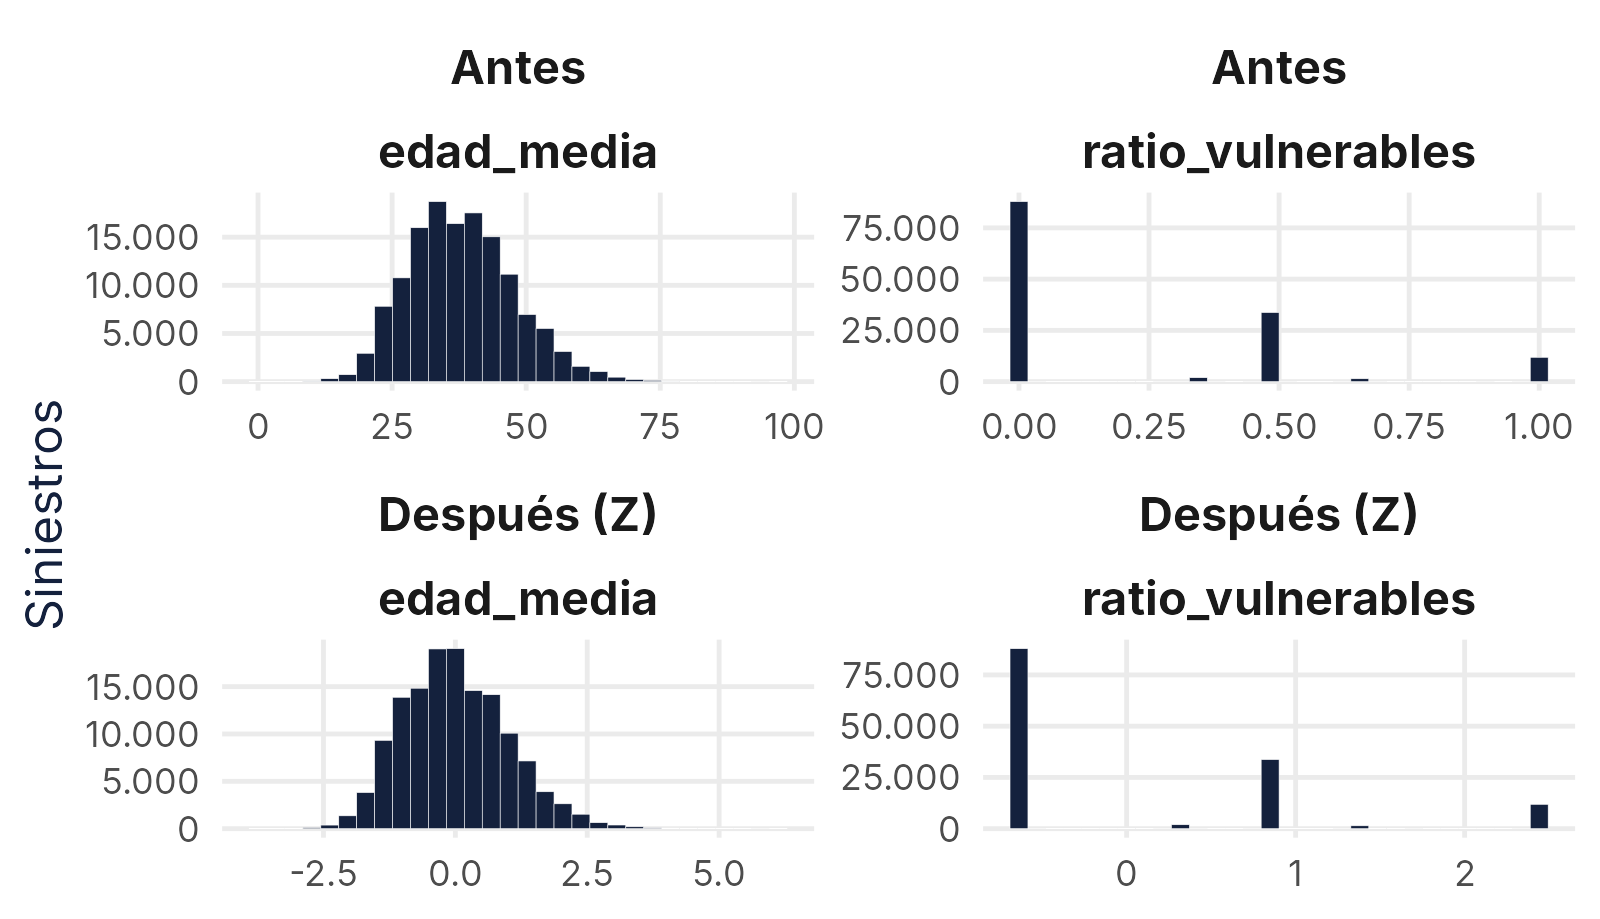 Antes
Antes
edad_media
ratio_vulnerables
15.000
10.000
5.000
0
75.000
50.000
25.000
0
0 25 50 75 100
0.00 0.25 0.50 0.75 1.00
Siniestros
Después (Z)
Después (Z)
edad_media
ratio_vulnerables
15.000
10.000
5.000
0
75.000
50.000
25.000
0
-2.5 0.0 2.5 5.0
0 1 2